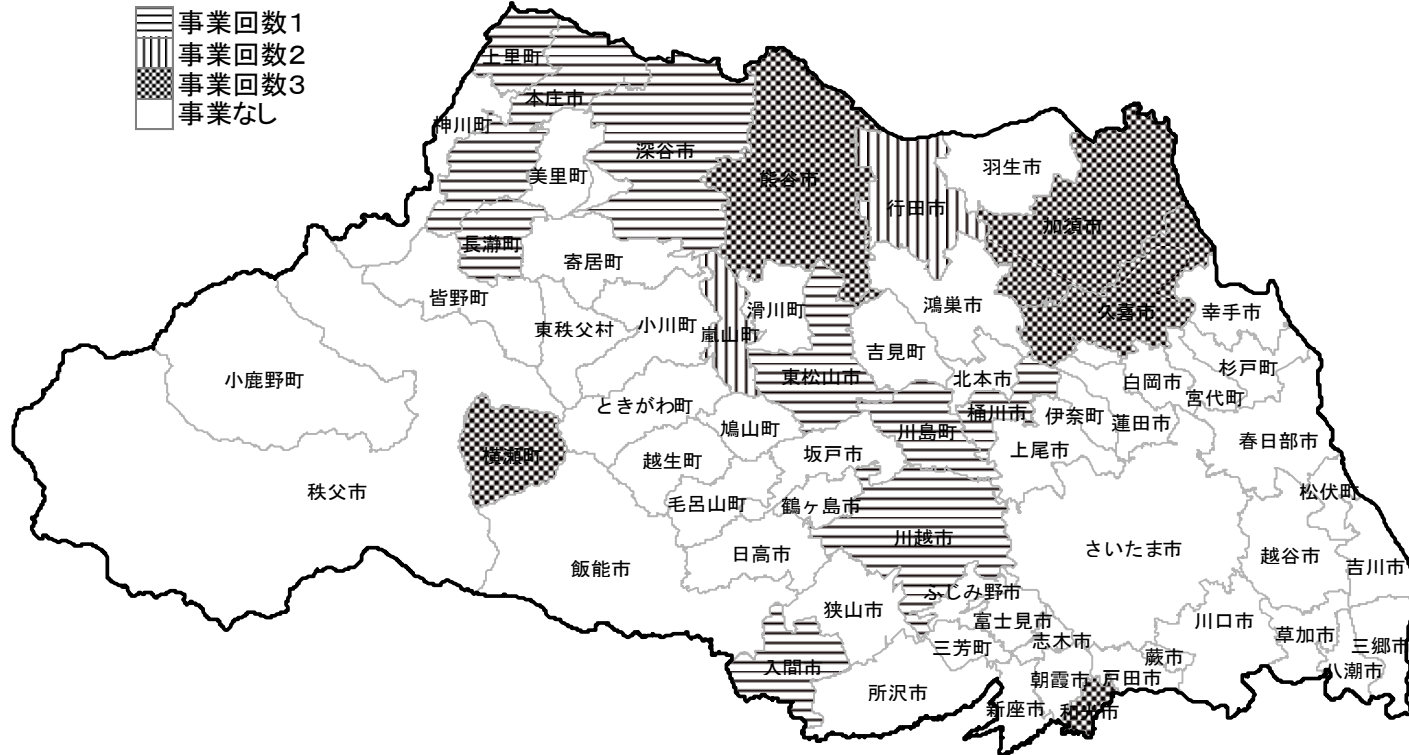 事業回数1
事業回数2
事業回数3
事業なし
上里町
本庄市
神川町
深谷市
美里町
熊谷市
羽生市
行田市
加須市
長瀞町
寄居町
皆野町
東秩父村
小川町
嵐山町
滑川町
鴻巣市
久喜市
幸手市
吉見町
小鹿野町
東松山市
北本市
白岡市
杉戸町
宮代町
ときがわ町
桶川市
伊奈町
蓮田市
鳩山町
川島町
上尾市
春日部市
横瀬町
越生町
坂戸市
秩父市
毛呂山町
鶴ヶ島市
松伏町
川越市
さいたま市
日高市
越谷市
飯能市
吉川市
ふじみ野市
狭山市
富士見市
川口市
草加市
志木市
三芳町
三郷市
蕨市
入間市
八潮市
朝霞市
戸田市
所沢市
新座市
和光市